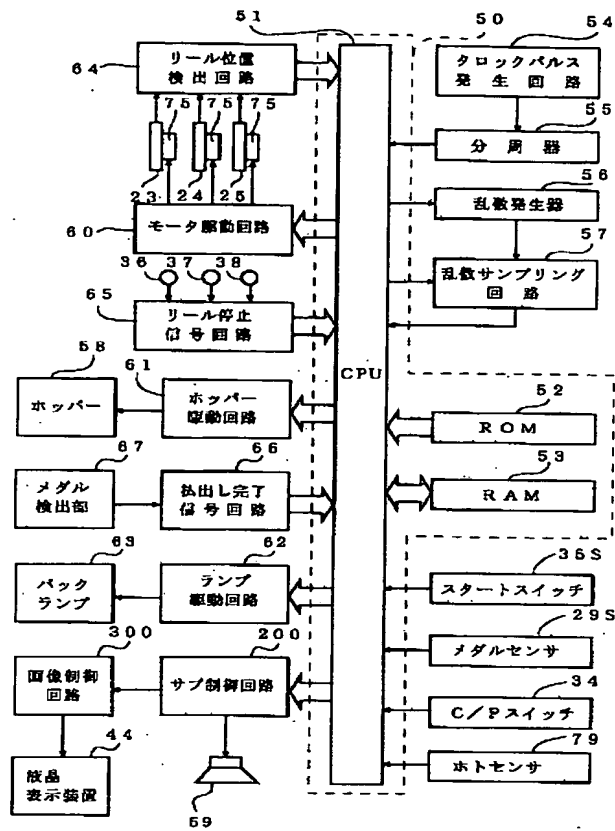 51
50
54
64
リール位置
検出回路
タロックパルス
発生回路
75
75
75
55
分周器
23
24
25
56
乱数発生器
60
モータ駆動回路
57
36
37
38
乱数サンプリング
回路
65
リール停止
信号回路
CPU
58
61
ホッパー
ホッパー
駆動回路
52
ROM
67
66
メダル
検出部
払出し完了
信号回路
53
RAM
63
62
バック
ランプ
ランプ
駆動回路
36S
スタートスイッチ
29S
メダルセンサ
300
200
画像制御
回路
サブ制御回路
34
C/Pスイッチ
44
79
液晶
表示装置
59
ホトセンサ